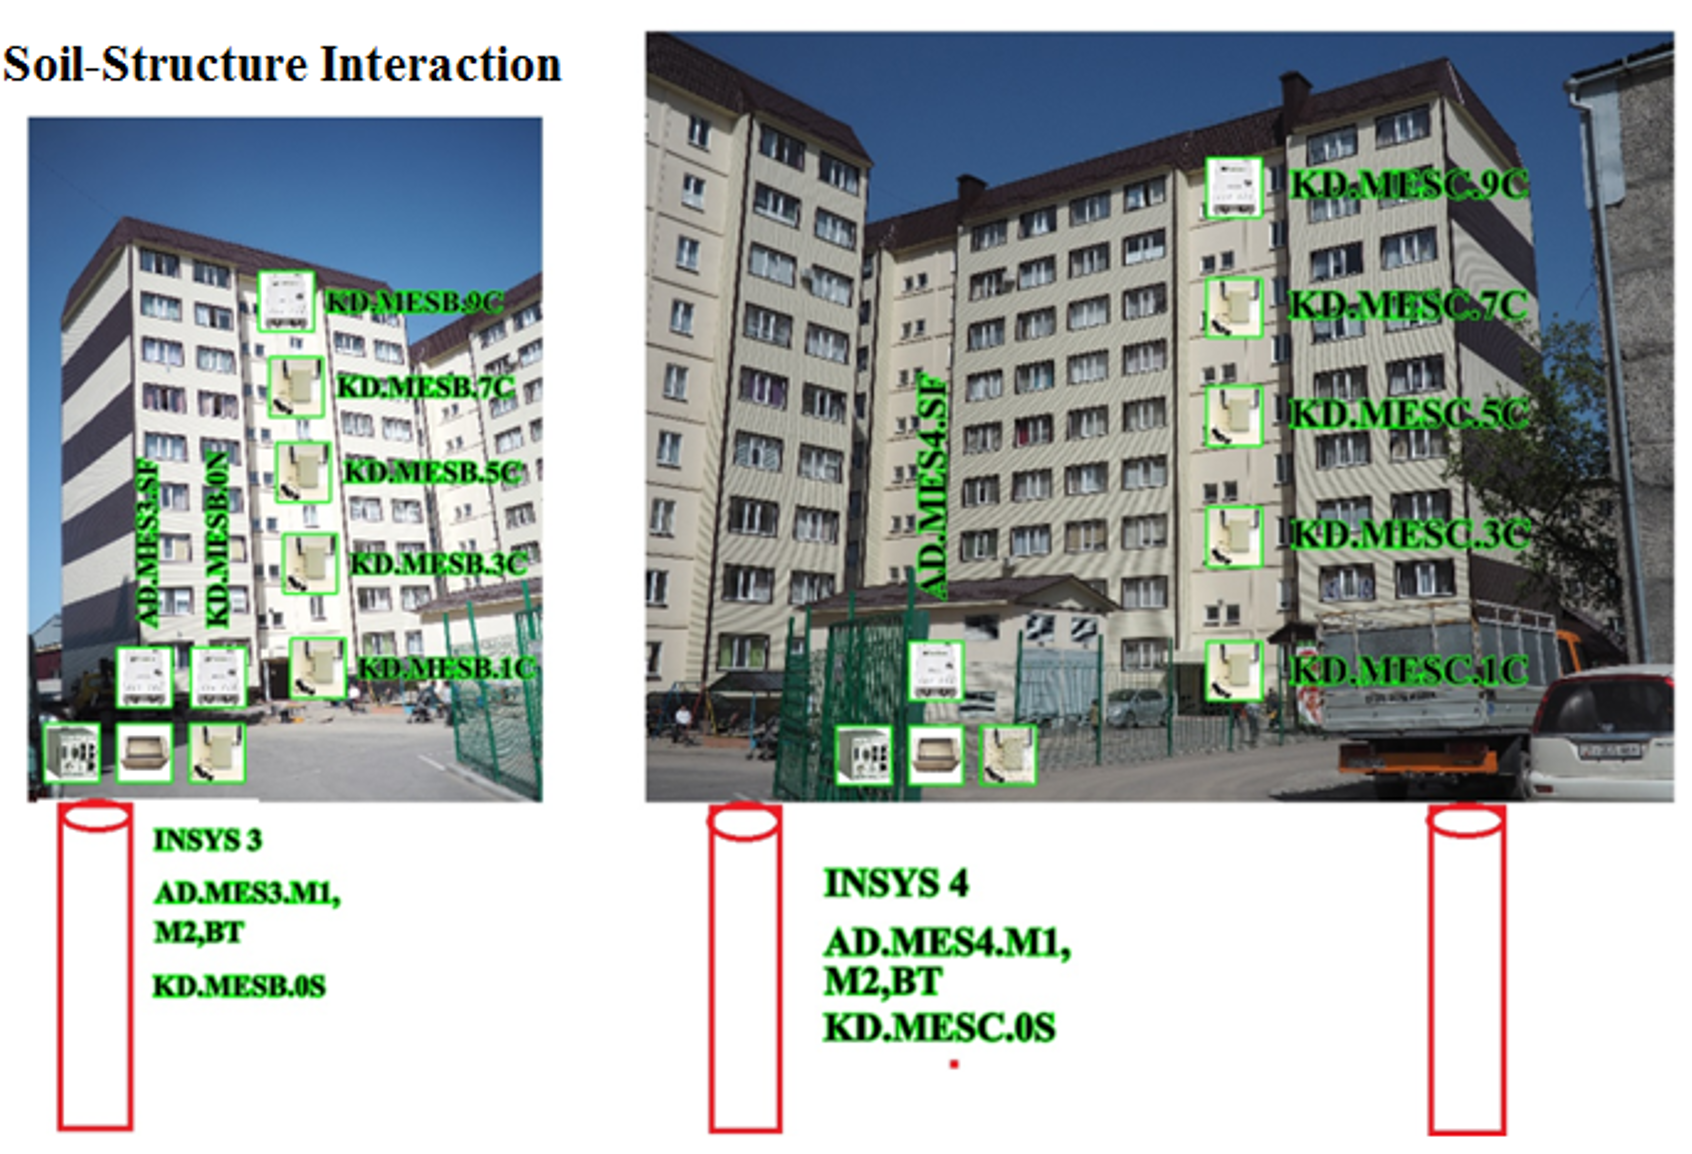 Soil-Structure Interaction
KD.MESB.9C
KD.MESB.7C
KD.MESB.5C
KD.MESB.3C
KD.MESB.1C
AD.MES3.SF
KD.MESB.0N
INSYS 3
AD.MES3.M1,
M2,BT
KD.MESB.0S
KD.MESC.9C
KD.MESC.7C
KD.MESC.5C
KD.MESC.3C
KD.MESC.1C
AD.MES4.SF
INSYS 4
AD.MES4.M1,
M2,BT
KD.MESC.0S